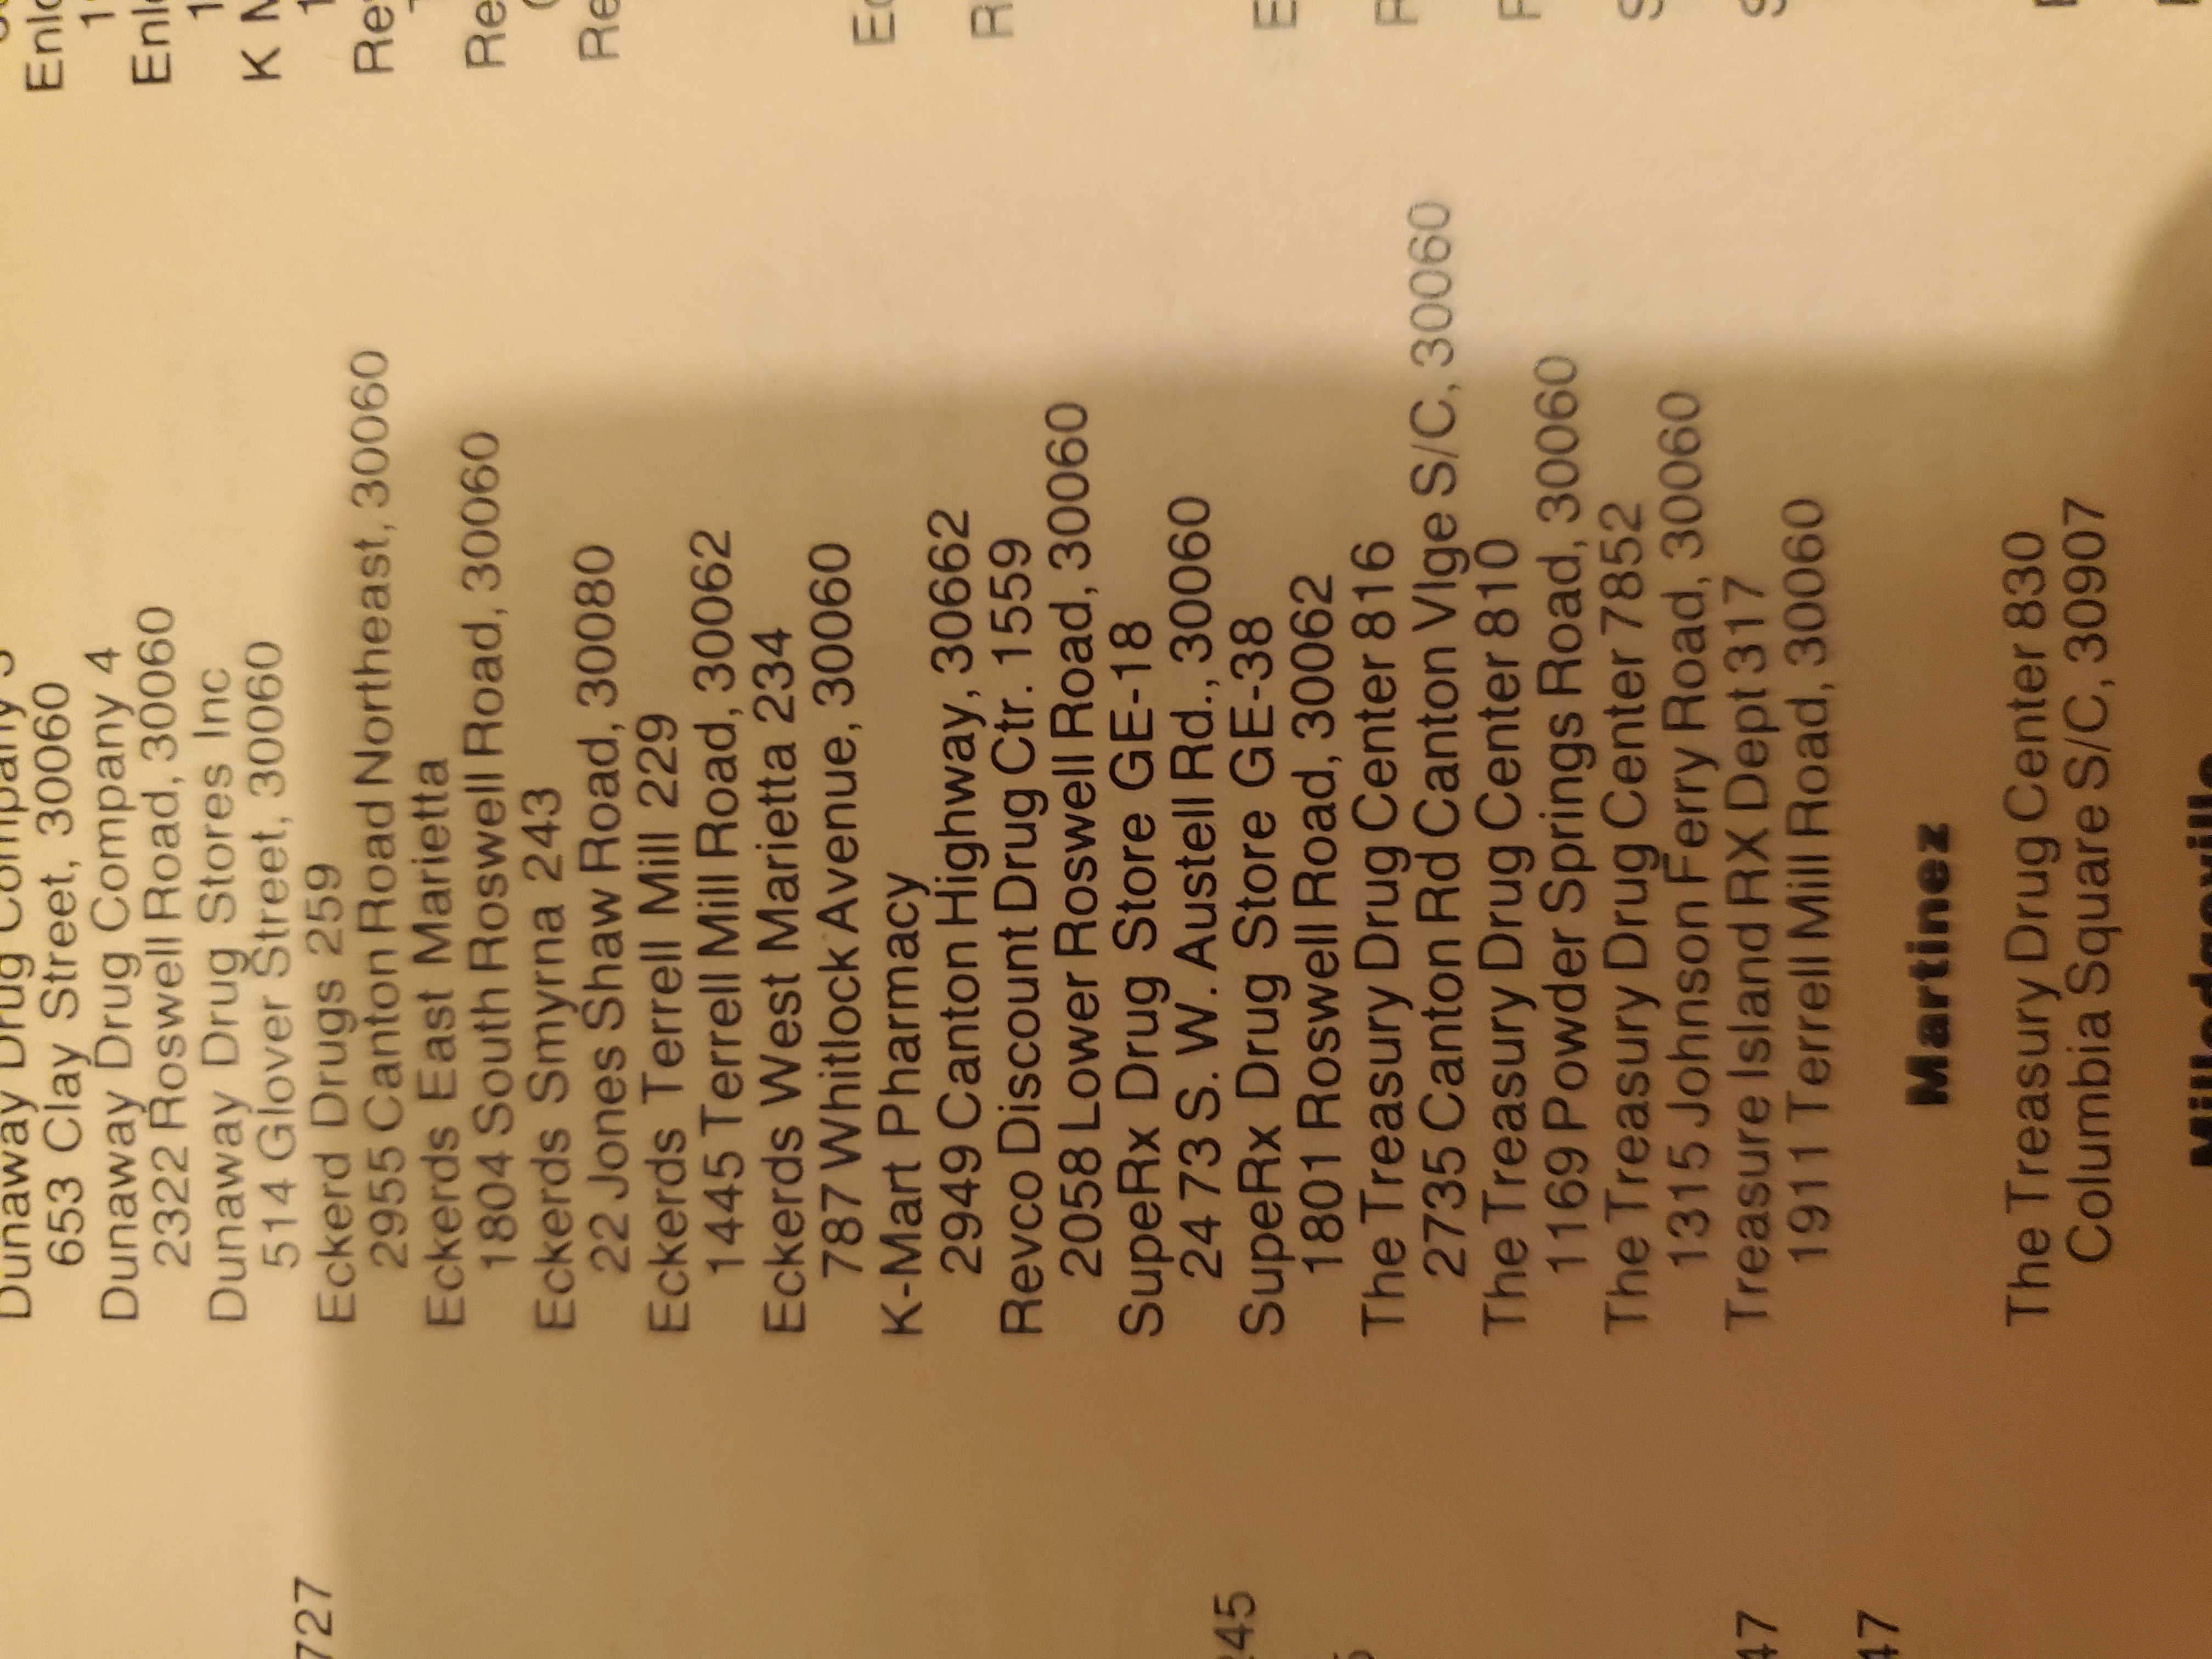 Dunaway Drug Company
653 Clay Street, 30060
Dunaway Drug Company 4
2322 Roswell Road, 30060
Dunaway Drug Stores Inc
514 Glover Street, 30060
Eckerd Drugs 259
2955 Canton Road Northeast, 30060
Eckerds East Marietta
1804 South Roswell Road, 30060
Eckerds Smyrna 243
22 Jones Shaw Road, 30080
Eckerds Terrell Mill 229
1445 Terrell Mill Road, 30062
Eckerds West Marietta 234
787 Whitlock Avenue, 30060
K-Mart Pharmacy
2949 Canton Highway, 30662
Revco Discount Drug Ctr. 1559
2058 Lower Roswell Road, 30060
SupeRx Drug Store GE-18
24 73 S. W. Austell Rd., 30060
SupeRx Drug Store GE-38
1801 Roswell Road, 30062
The Treasury Drug Center 816
2735 Canton Rd Canton Vlge S/C, 30060
The Treasury Drug Center 810
1169 Powder Springs Road, 30060
The Treasury Drug Center 7852
1315 Johnson Ferry Road, 30060
Treasure Island RX Dept 317
1911 Terrell Mill Road, 30060
Martinez
The Treasury Drug Center 830
Columbia Square S/C, 30907